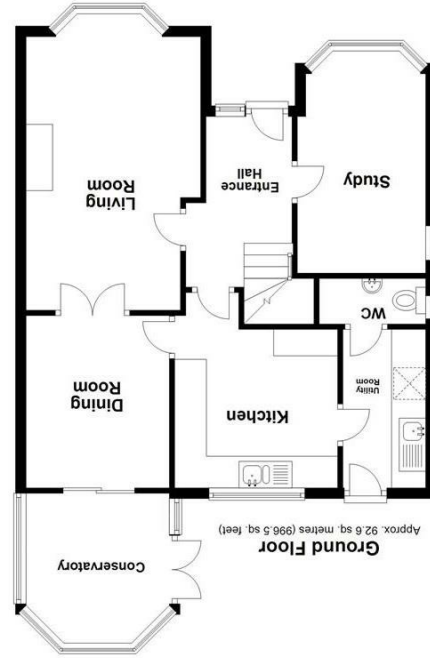 Ground Floor
Approx. 92.6 sq. metres (996.5 sq. feet)
Conservatory
Kitchen
Dining
Room
Utility
Room
WC
Study
Entrance
Hall
Living
Room